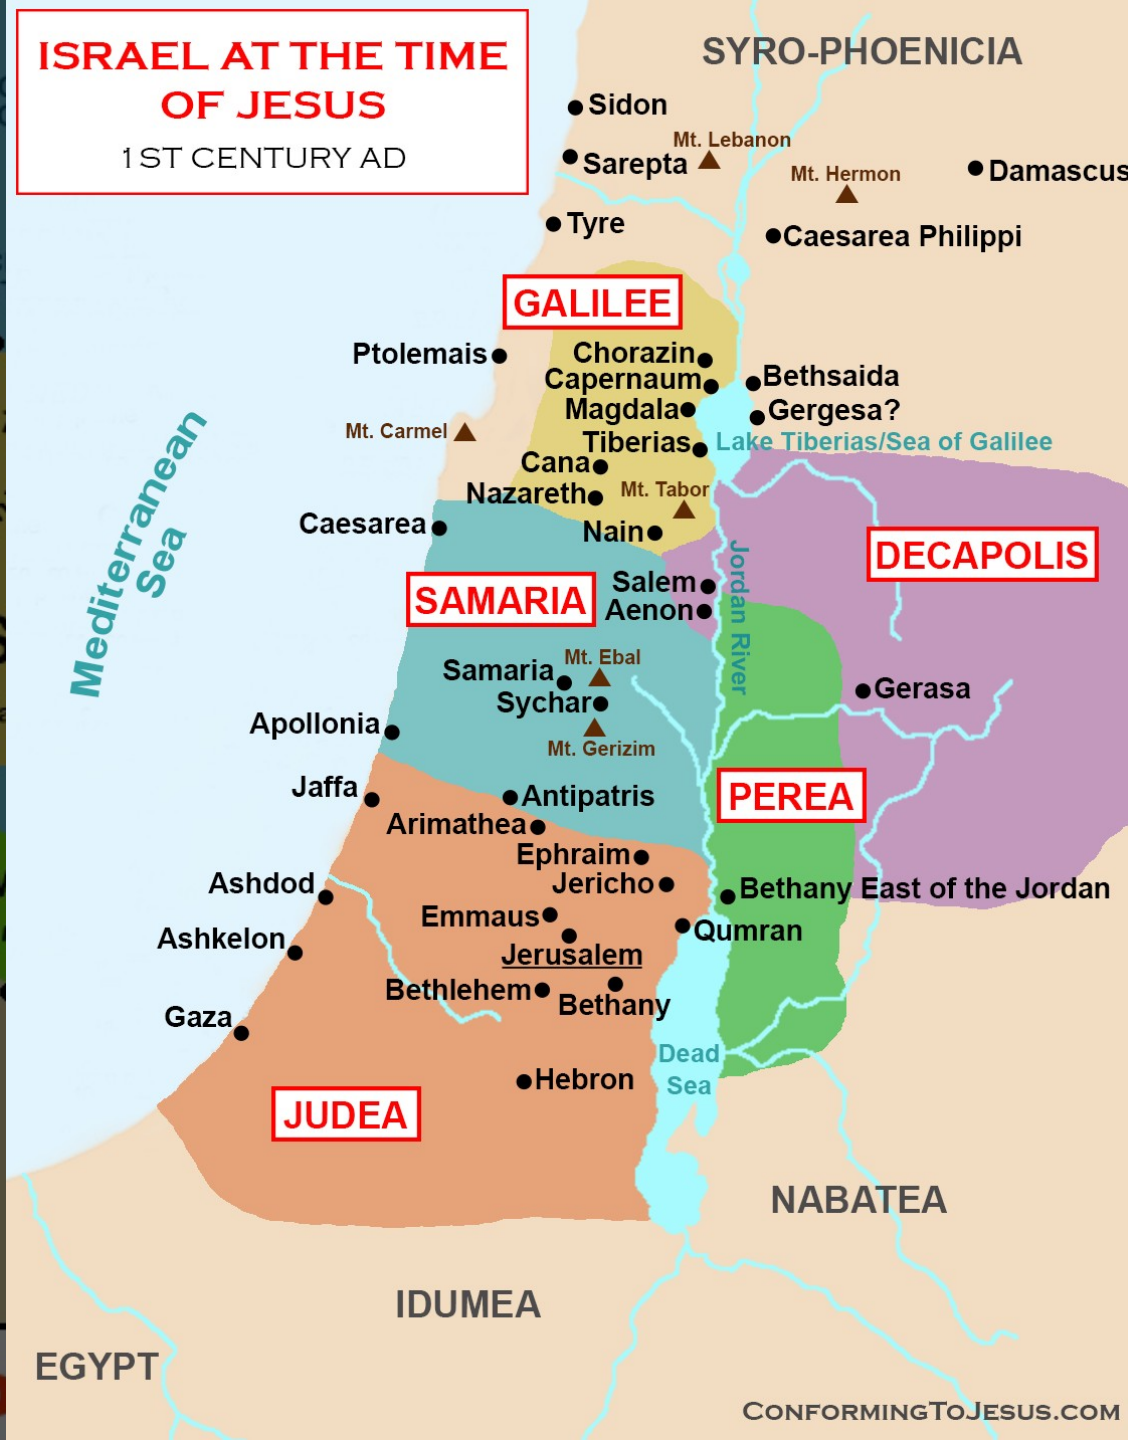 ISRAEL AT THE TIME
OF JESUS
1ST CENTURY AD
SYRO-PHOENICIA
Sidon
Mt. Lebanon
Sarepta
Mt. Hermon
Damascus
Tyre
Caesarea Philippi
GALILEE
Ptolemais
Chorazin
Capernaum
Bethsaida
Magdala
Gergesa?
Mt. Carmel
Tiberias
Lake Tiberias/Sea of Galilee
Cana
Nazareth
Mt. Tabor
Mediterranean
Sea
Caesarea
Nain
DECAPOLIS
Jordan River
SAMARIA
Salem
Aenon
Samaria
Mt. Ebal
Sychar
Gerasa
Apollonia
Mt. Gerizim
Jaffa
Antipatris
PEREA
Arimathea
Ephraim
Jericho
Ashdod
Bethany East of the Jordan
Emmaus
Qumran
Ashkelon
Jerusalem
Bethlehem
Bethany
Gaza
Dead
Sea
Hebron
JUDEA
NABATEA
IDUMEA
EGYPT
CONFORMINGTOJESUS.COM